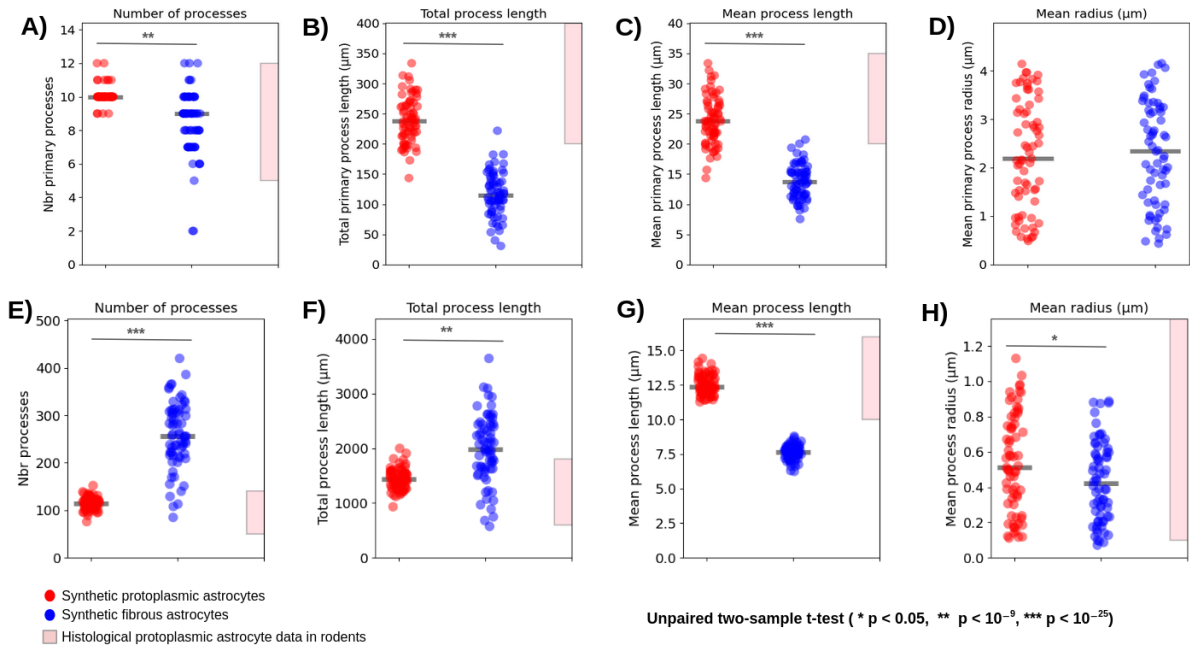 A)
Number of processes
**
Nbr primary processes
14
12
10
8
6
4
2
0
B)
Total process length
***
Total primary process length (μm)
400
350
300
250
200
150
100
50
0
C)
Mean process length
***
Mean primary process length (μm)
40
35
30
25
20
15
10
5
0
D)
Mean radius (μm)
Mean primary process radius (μm)
4
3
2
1
0
E)
Number of processes
***
Nbr processes
500
400
300
200
100
0
F)
Total process length
**
Total process length (μm)
4000
3000
2000
1000
0
G)
Mean process length
***
Mean process length (μm)
15.0
12.5
10.0
7.5
5.0
2.5
0.0
H)
Mean radius (μm)
*
Mean process radius (μm)
1.2
1.0
0.8
0.6
0.4
0.2
0.0
Synthetic protoplasmic astrocytes
Synthetic fibrous astrocytes
Histological protoplasmic astrocyte data in rodents
Unpaired two-sample t-test ( * p < 0.05, ** p < 10⁻⁹, *** p < 10⁻²⁵)